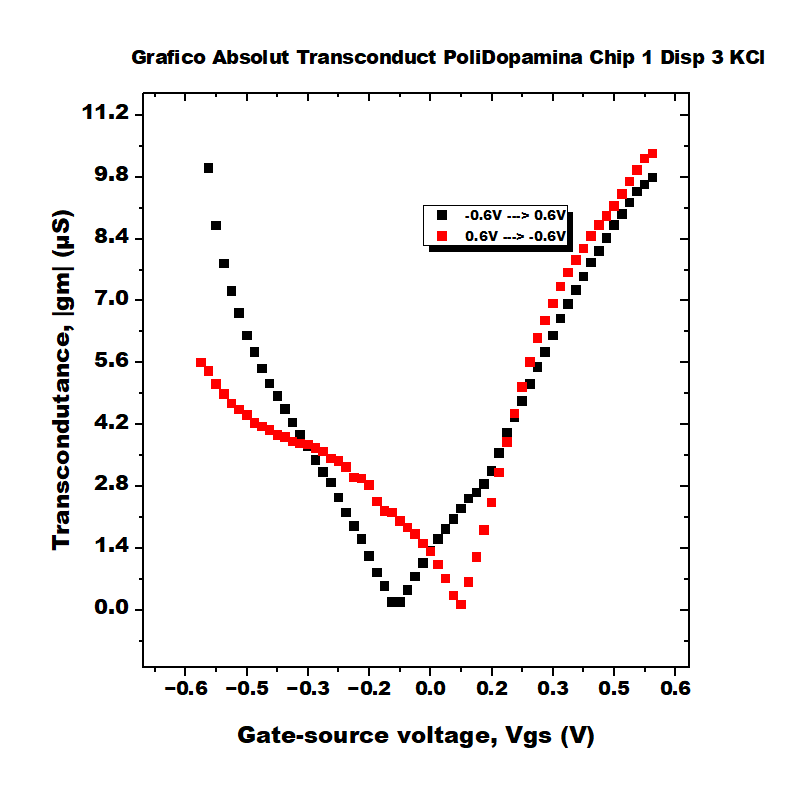 Grafico Absolut Transconduct PoliDopamina Chip 1 Disp 3 KCl
11.2
9.8
8.4
7.0
5.6
4.2
2.8
1.4
0.0
Transcondutance, |gm| (µS)
-0.6V ---> 0.6V
0.6V ---> -0.6V
−0.6 −0.5 −0.3 −0.2 0.0 0.2 0.3 0.5 0.6
Gate-source voltage, Vgs (V)